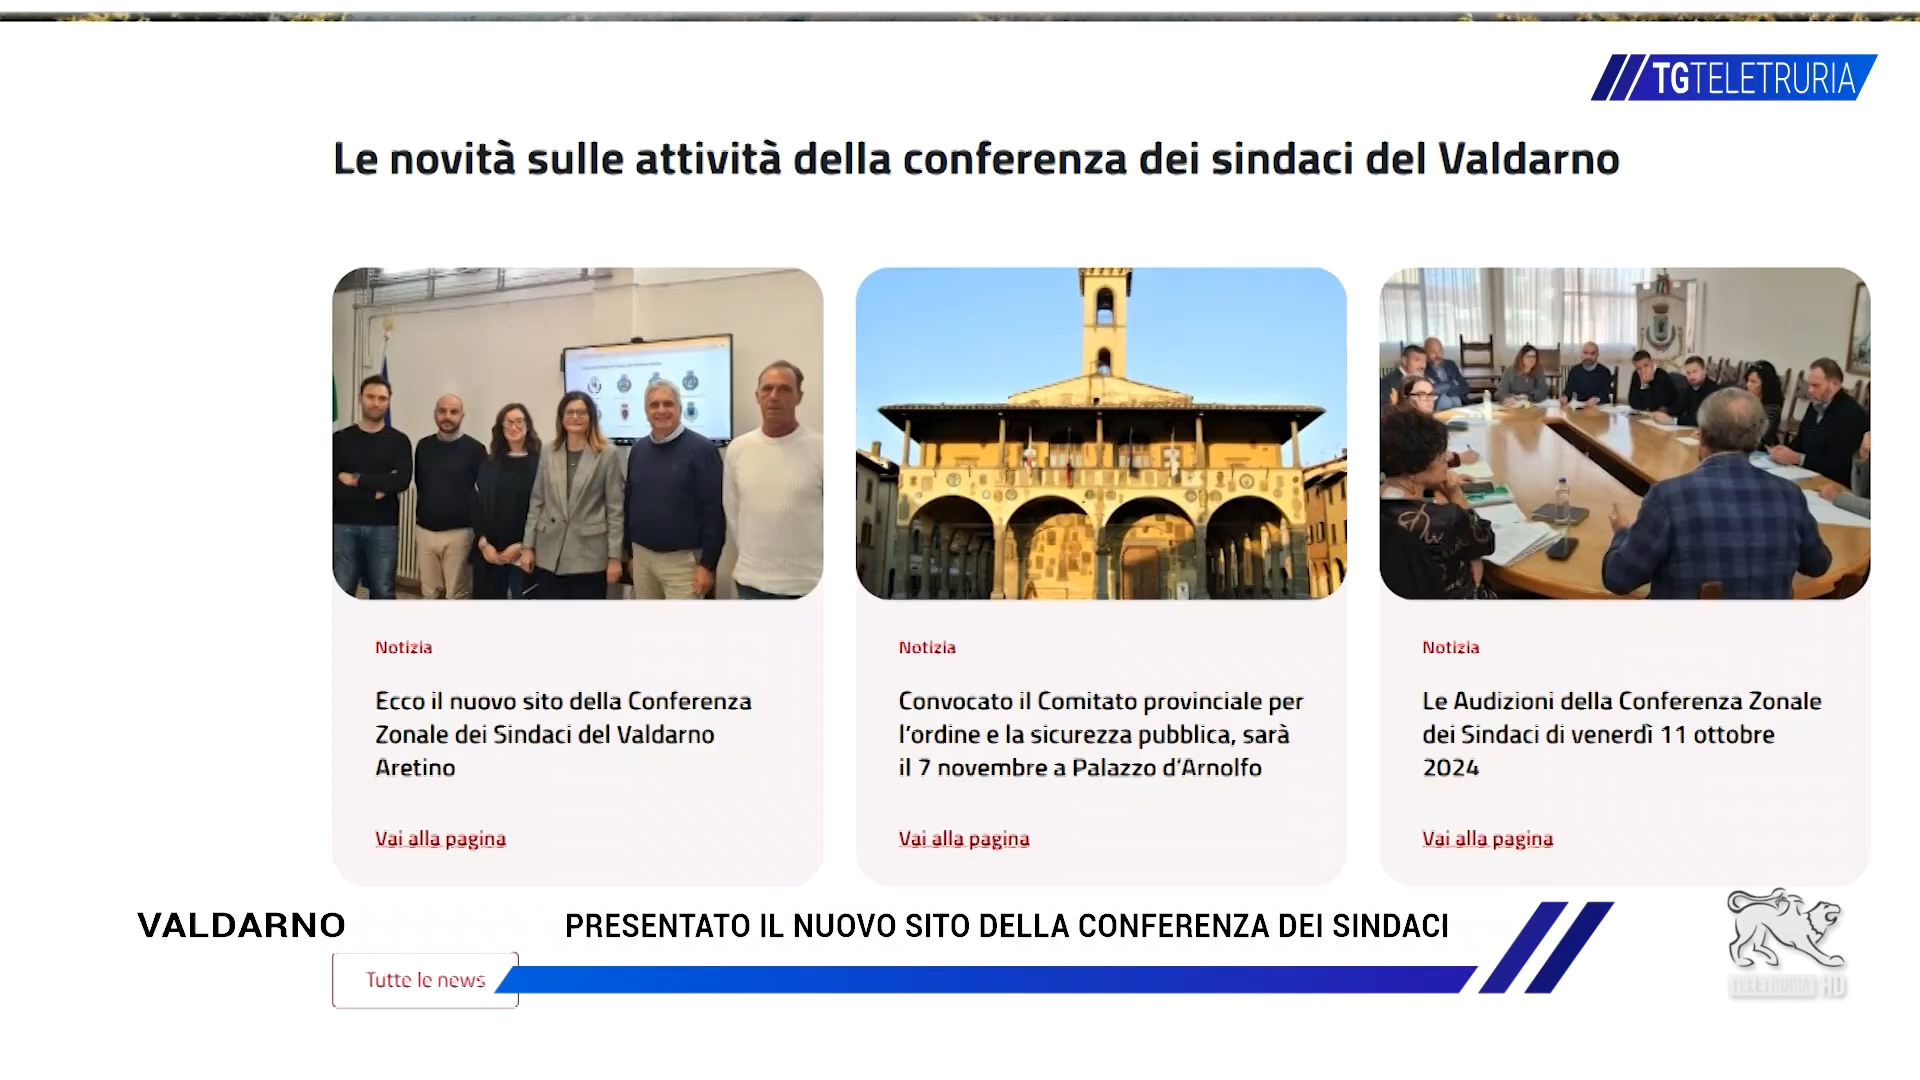 TGTELETRURIA
Le novità sulle attività della conferenza dei sindaci del Valdarno
Notizia
Ecco il nuovo sito della Conferenza
Zonale dei Sindaci del Valdarno
Aretino
Vai alla pagina
Notizia
Convocato il Comitato provinciale per
l’ordine e la sicurezza pubblica, sarà
il 7 novembre a Palazzo d’Arnolfo
Vai alla pagina
Notizia
Le Audizioni della Conferenza Zonale
dei Sindaci di venerdì 11 ottobre
2024
Vai alla pagina
VALDARNO
PRESENTATO IL NUOVO SITO DELLA CONFERENZA DEI SINDACI
Tutte le news
TELETRURIA HD